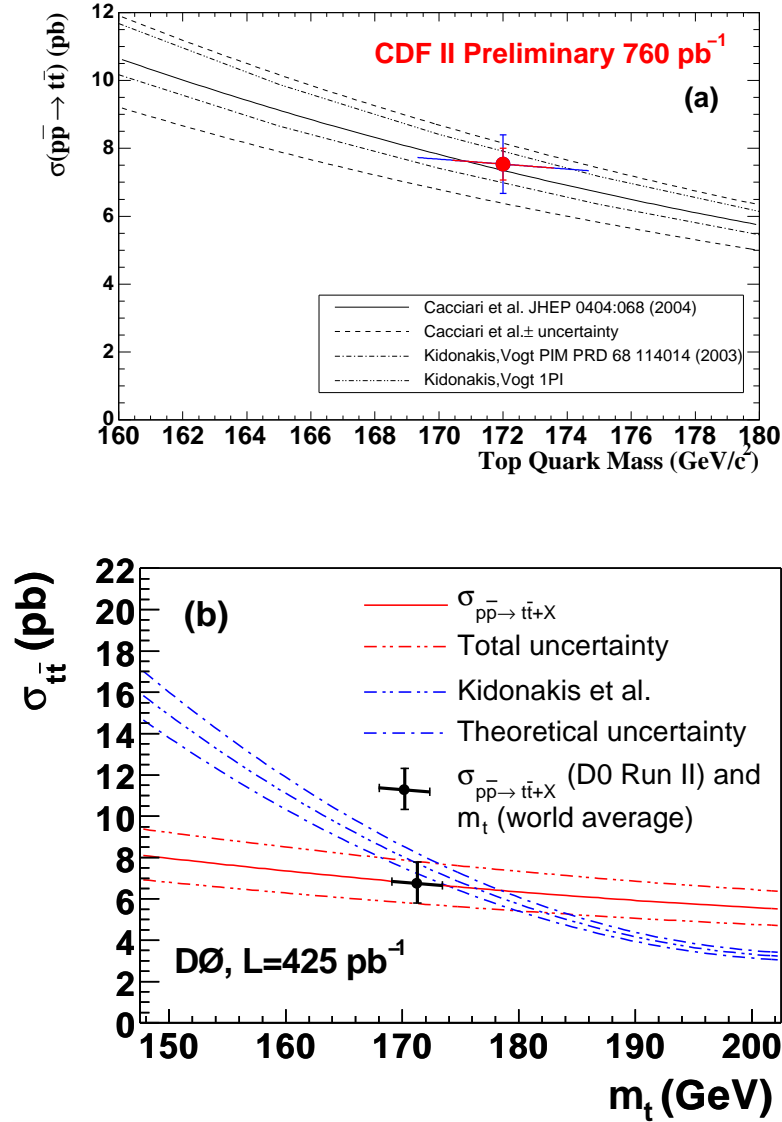 σ(pp̅ → tt̅) (pb)
12
10
8
6
4
2
0
CDF II Preliminary 760 pb⁻¹
(a)
Cacciari et al. JHEP 0404:068 (2004)
Cacciari et al.± uncertainty
Kidonakis,Vogt PIM PRD 68 114014 (2003)
Kidonakis,Vogt 1PI
160 162 164 166 168 170 172 174 176 178 180
Top Quark Mass (GeV/c²)
σtt̅ (pb)
22
20
18
16
14
12
10
8
6
4
2
0
(b)
σpp̅→ tt̅+X
Total uncertainty
Kidonakis et al.
Theoretical uncertainty
σpp̅→ tt̅+X (D0 Run II) and
mt (world average)
DØ, L=425 pb⁻¹
150 160 170 180 190 200
mt (GeV)